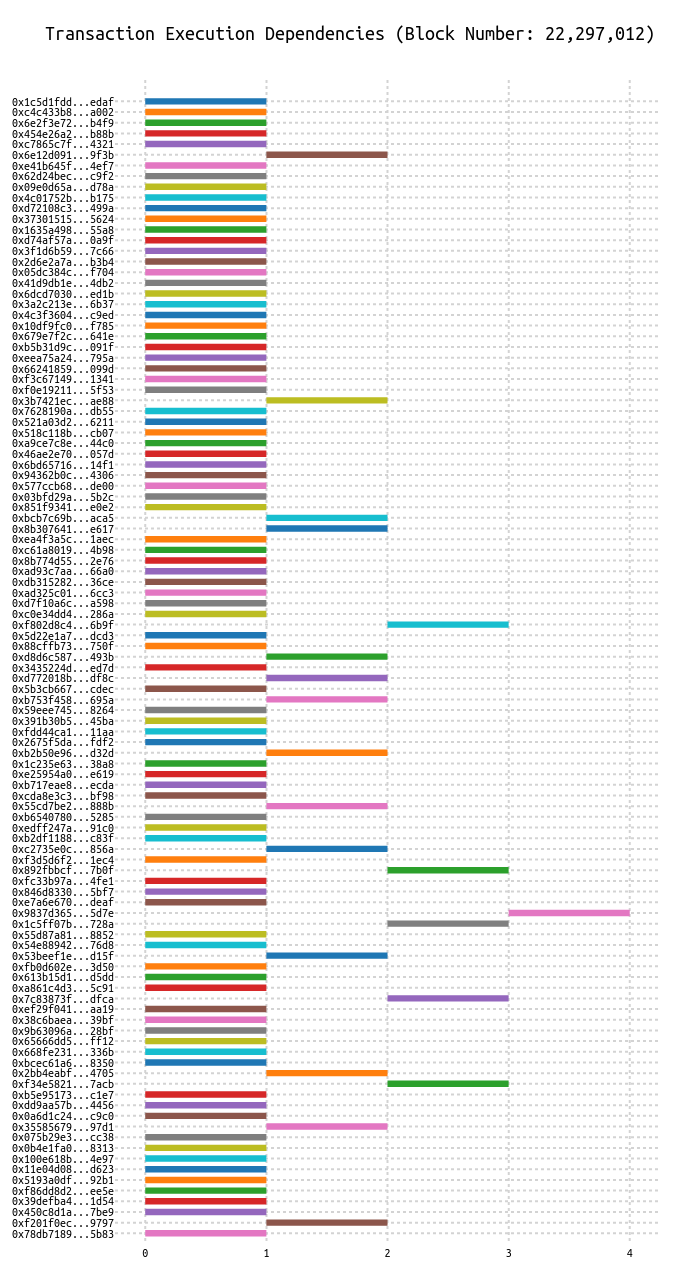 Transaction Execution Dependencies (Block Number: 22,297,012)
0x1c5d1fdd...edaf
0xc4c433b8...a002
0x6e2f3e72...b4f9
0x454e26a2...b88b
0xc7865c7f...4321
0x6e12d091...9f3b
0xe41b645f...4ef7
0x62d24bec...c9f2
0x09e0d65a...d78a
0x4c01752b...b175
0xd72108c3...499a
0x37301515...5624
0x1635a498...55a8
0xd74af57a...0a9f
0x3f1d6b59...7c66
0x2d6e2a7a...b3b4
0x05dc384c...f704
0x41d9db1e...4db2
0x6dcd7030...ed1b
0x3a2c213e...6b37
0x4c3f3604...c9ed
0x10df9fc0...f785
0x679e7f2c...641e
0xb5b31d9c...091f
0xeea75a24...795a
0x66241859...099d
0xf3c67149...1341
0xf0e19211...5f53
0x3b7421ec...ae88
0x7628190a...db55
0x521a03d2...6211
0x518c118b...cb07
0xa9ce7c8e...44c0
0x46ae2e70...057d
0x6bd65716...14f1
0x94362b0c...4306
0x577ccb68...de00
0x03bfd29a...5b2c
0x851f9341...e0e2
0xbcb7c69b...aca5
0x8b307641...e617
0xea4f3a5c...1aec
0xc61a8019...4b98
0x8b774d55...2e76
0xad93c7aa...66a0
0xdb315282...36ce
0xad325c01...6cc3
0xd7f10a6c...a598
0xc0e34dd4...286a
0xf802d8c4...6b9f
0x5d22e1a7...dcd3
0x88cffb73...750f
0xd8d6c587...493b
0x3435224d...ed7d
0xd772018b...df8c
0x5b3cb667...cdec
0xb753f458...695a
0x59eee745...8264
0x391b30b5...45ba
0xfdd44ca1...11aa
0x2675f5da...fdf2
0xb2b50e96...d32d
0x1c235e63...38a8
0xe25954a0...e619
0xb717eae8...ecda
0xcda8e3c3...bf98
0x55cd7be2...888b
0xb6540780...5285
0xedff247a...91c0
0xb2df1188...c83f
0xc2735e0c...856a
0xf3d5d6f2...1ec4
0x892fbbcf...7b0f
0xfc33b97a...4fe1
0x846d8330...5bf7
0xe7a6e670...deaf
0x9837d365...5d7e
0x1c5ff07b...728a
0x55d87a81...8852
0x54e88942...76d8
0x53beef1e...d15f
0xfb0d602e...3d50
0x613b15d1...d5dd
0xa861c4d3...5c91
0x7c83873f...dfca
0xef29f041...aa19
0x38c6baea...39bf
0x9b63096a...28bf
0x65666dd5...ff12
0x668fe231...336b
0xbcec61a6...8350
0x2bb4eabf...4705
0xf34e5821...7acb
0xb5e95173...c1e7
0xdd9aa57b...4456
0x0a6d1c24...c9c0
0x35585679...97d1
0x075b29e3...cc38
0x0b4e1fa0...8313
0x100e618b...4e97
0x11e04d08...d623
0x5193a0df...92b1
0xf86dd8d2...ee5e
0x39defba4...1d54
0x450c8d1a...7be9
0xf201f0ec...9797
0x78db7189...5b83
0 1 2 3 4